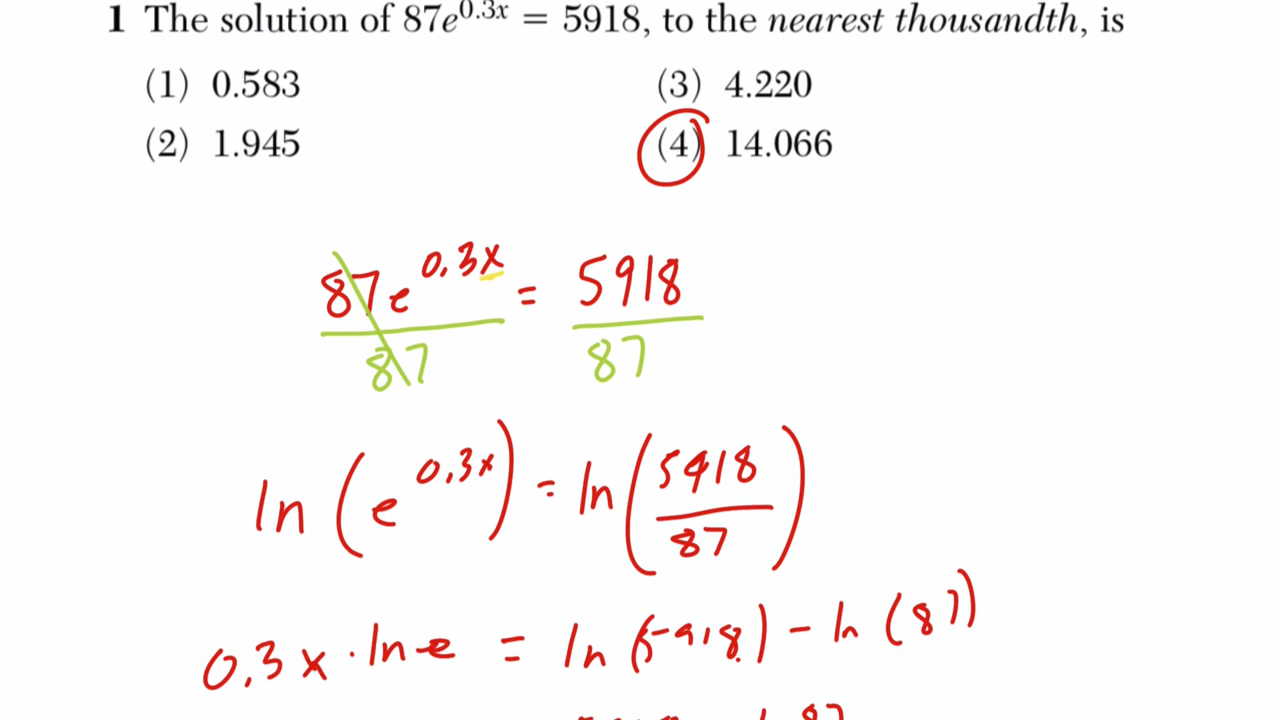 1 The solution of 87e^0.3x = 5918, to the nearest thousandth, is
(1) 0.583
(3) 4.220
(2) 1.945
(4) 14.066
87e^0.3x = 5918
87 87
ln(e^0.3x) = ln(5918/87)
0.3x · ln e = ln(5918) - ln(87)